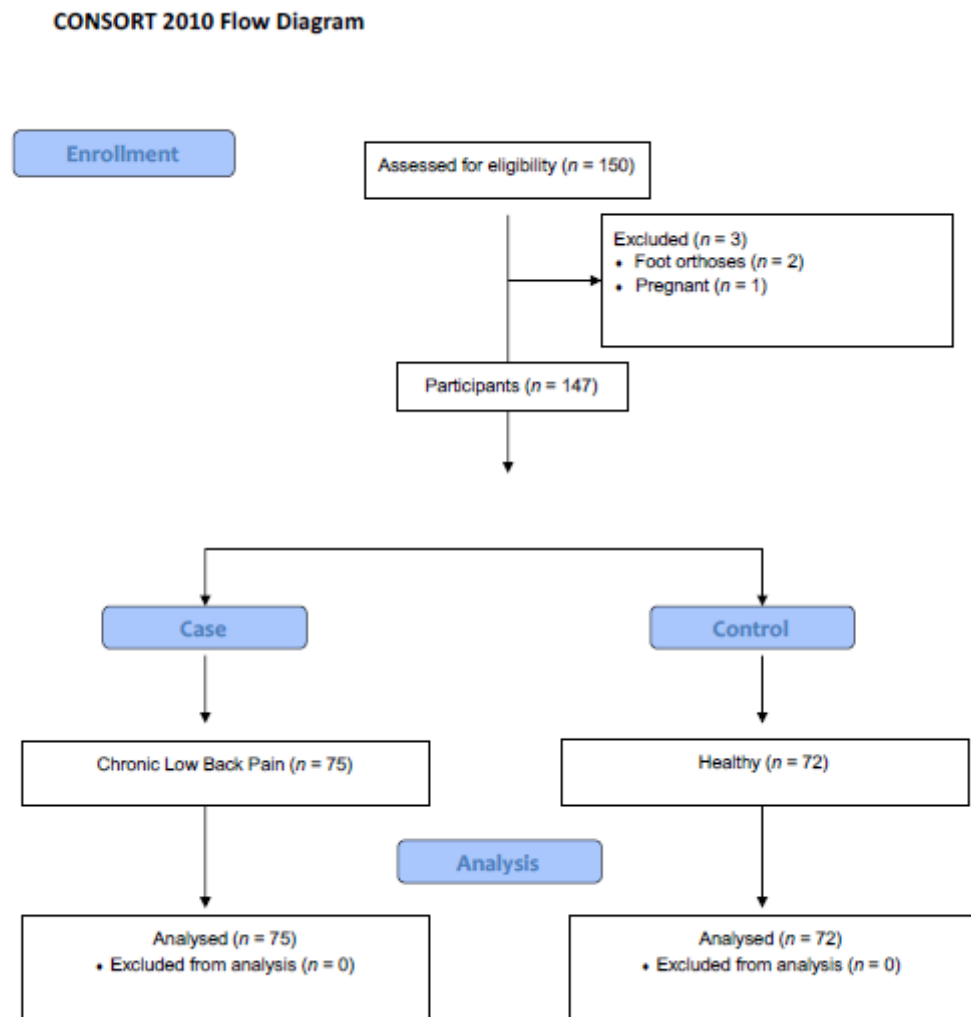 CONSORT 2010 Flow Diagram
Enrollment
Assessed for eligibility (n = 150)
Excluded (n = 3)
• Foot orthoses (n = 2)
• Pregnant (n = 1)
Participants (n = 147)
Case
Control
Chronic Low Back Pain (n = 75)
Healthy (n = 72)
Analysis
Analysed (n = 75)
• Excluded from analysis (n = 0)
Analysed (n = 72)
• Excluded from analysis (n = 0)